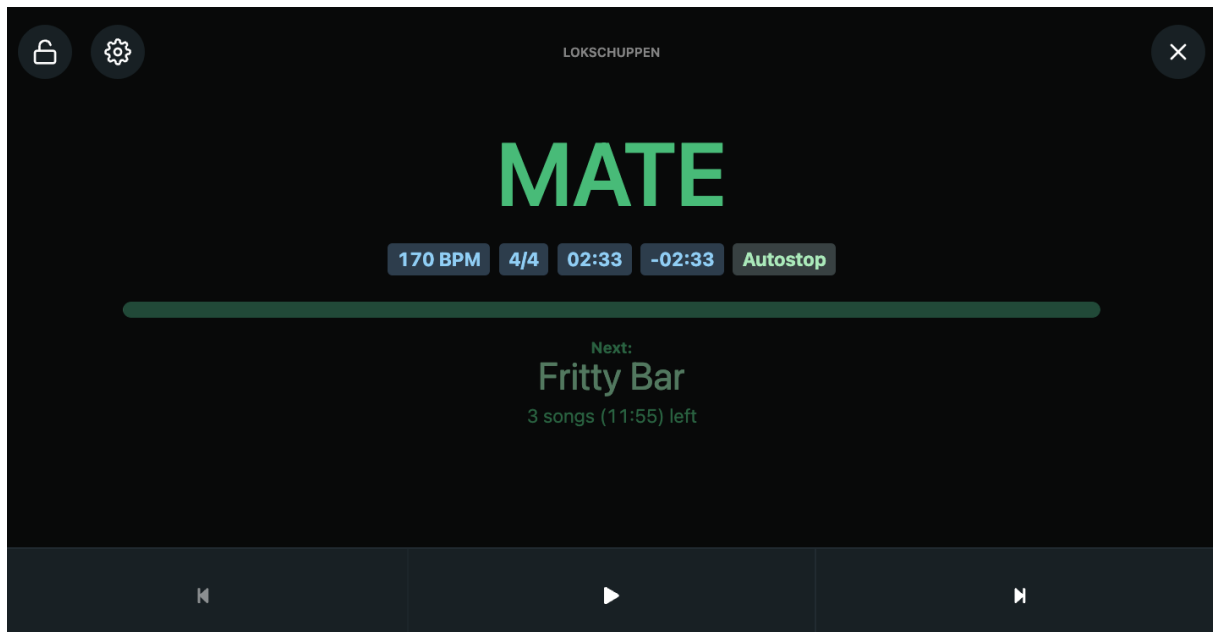 LOKSCHUPPEN
MATE
170 BPM 4/4 02:33 -02:33 Autostop
Next:
Fritty Bar
3 songs (11:55) left